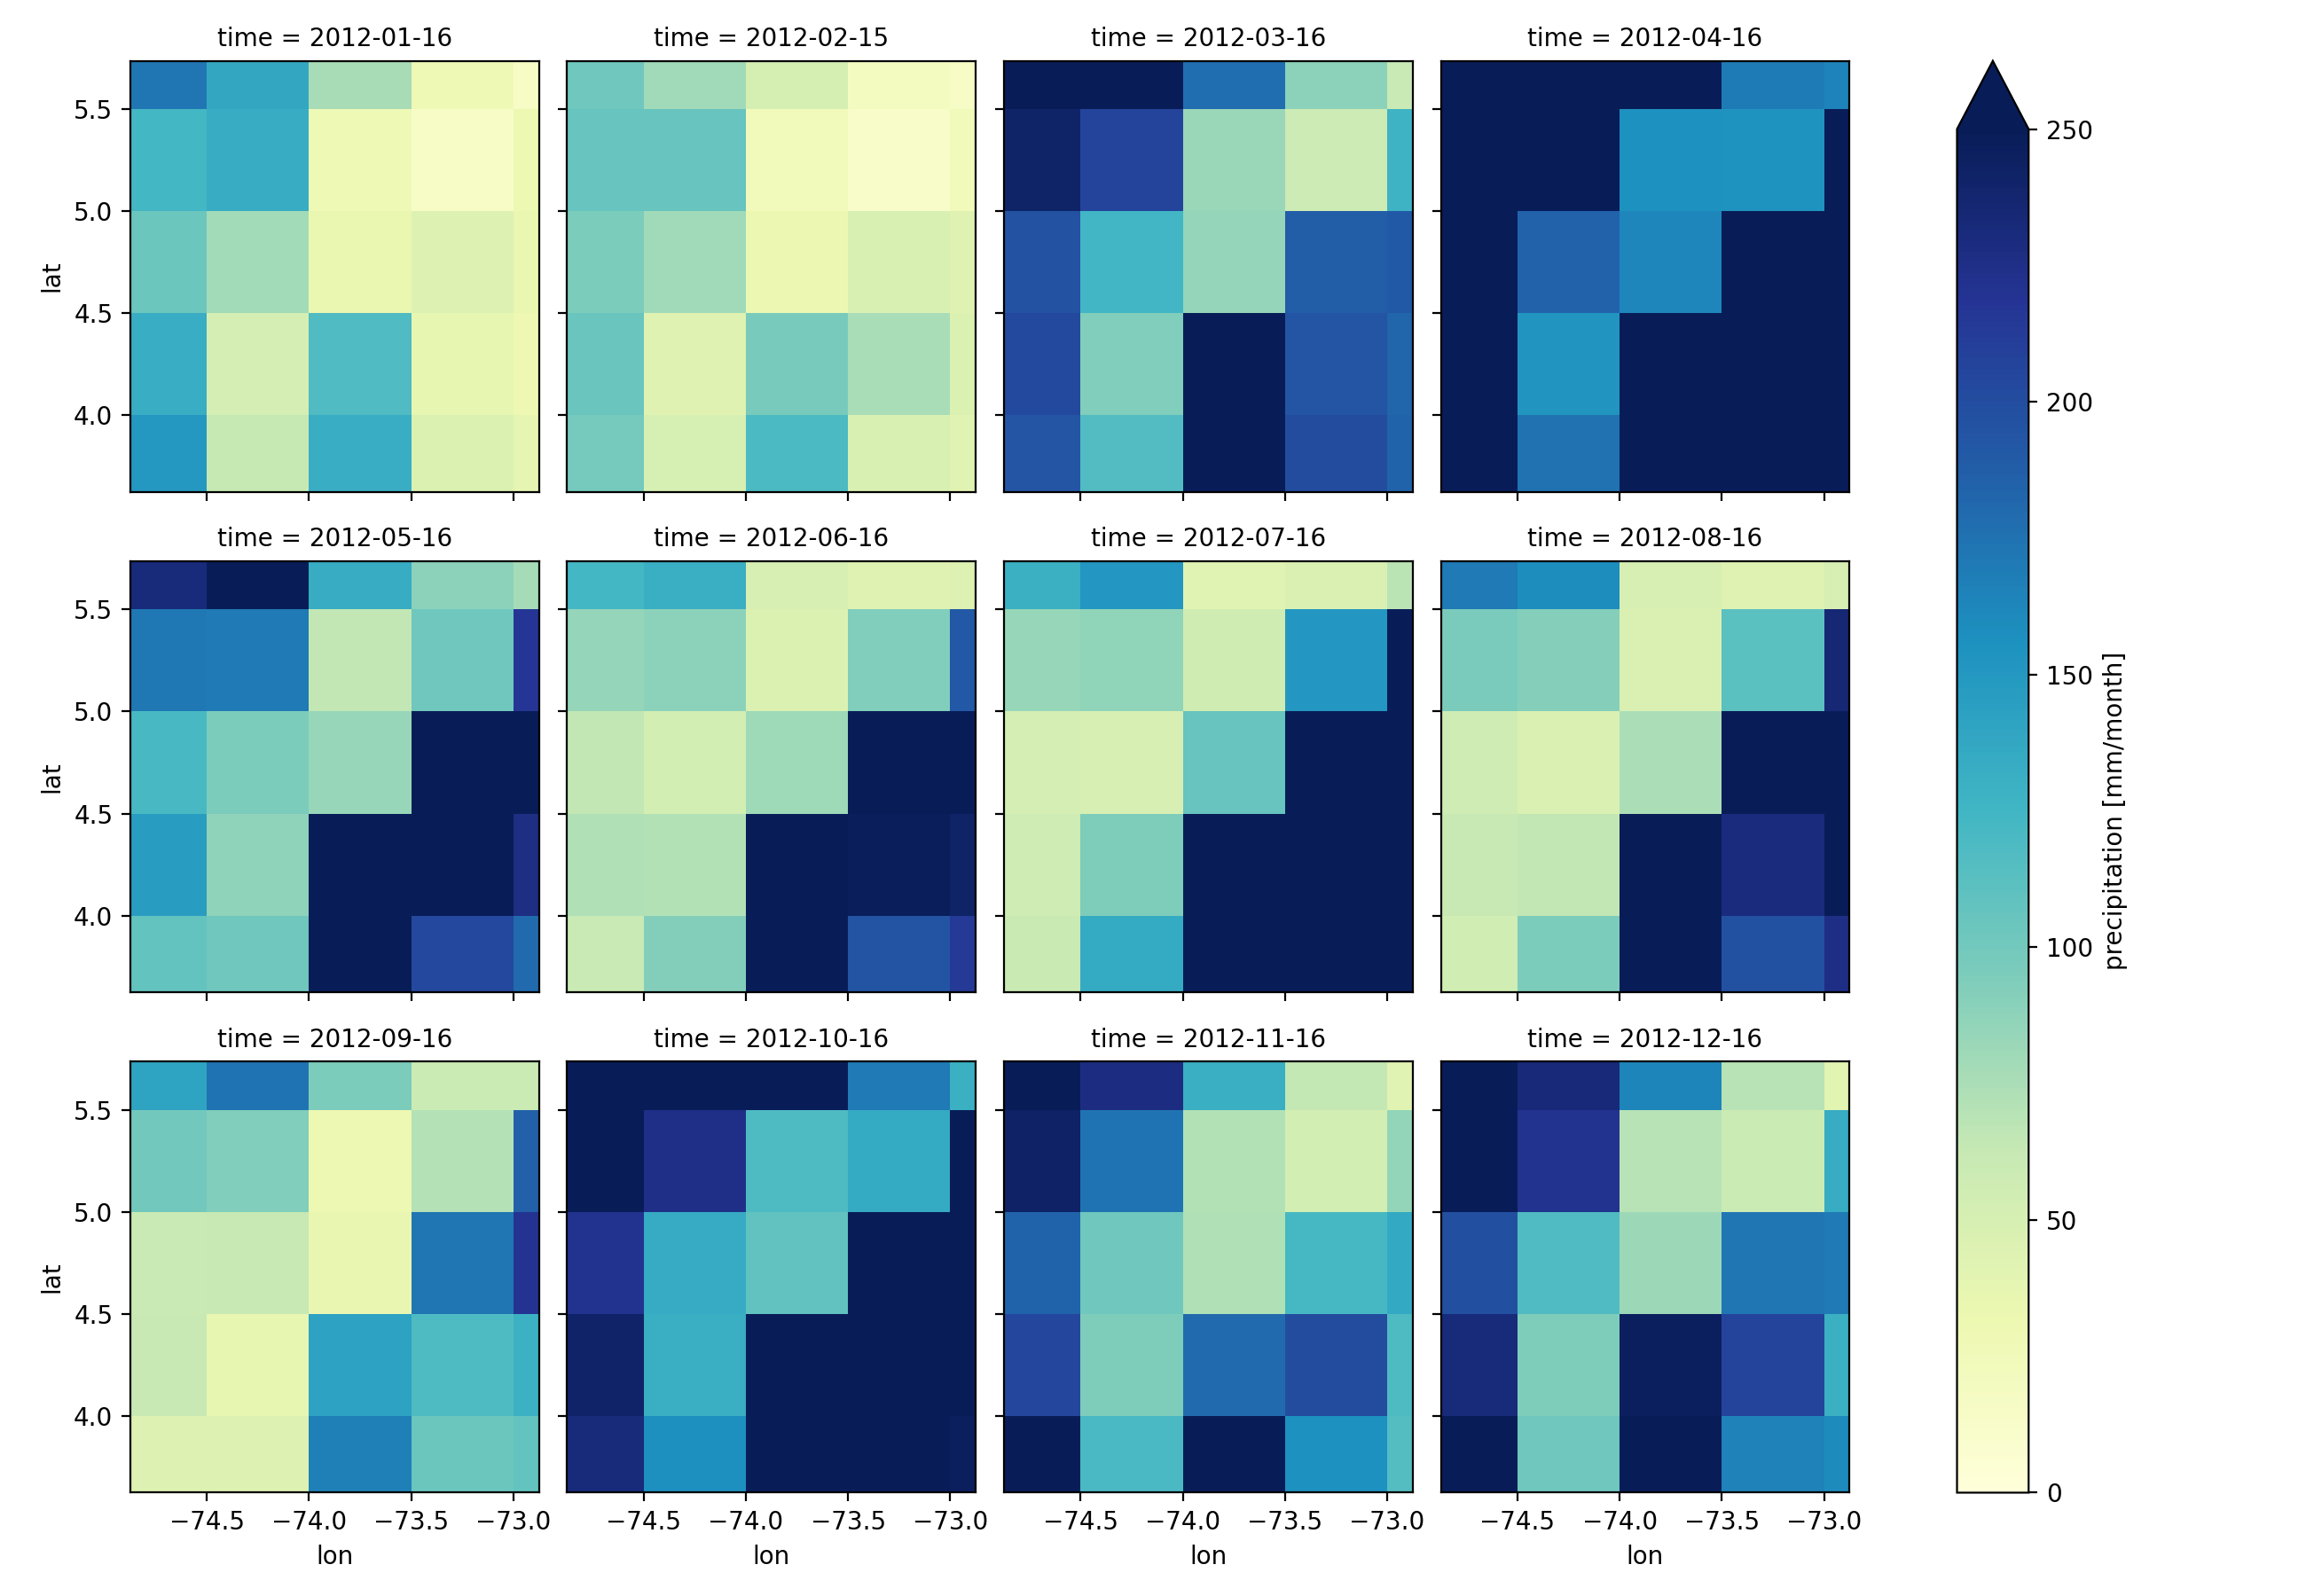 time = 2012-01-16
time = 2012-02-15
time = 2012-03-16
time = 2012-04-16
5.5
5.0
4.5
4.0
lat
time = 2012-05-16
time = 2012-06-16
time = 2012-07-16
time = 2012-08-16
5.5
5.0
4.5
4.0
lat
time = 2012-09-16
time = 2012-10-16
time = 2012-11-16
time = 2012-12-16
5.5
5.0
4.5
4.0
lat
−74.5 −74.0 −73.5 −73.0
lon
−74.5 −74.0 −73.5 −73.0
lon
−74.5 −74.0 −73.5 −73.0
lon
−74.5 −74.0 −73.5 −73.0
lon
250
200
150
100
50
0
precipitation [mm/month]